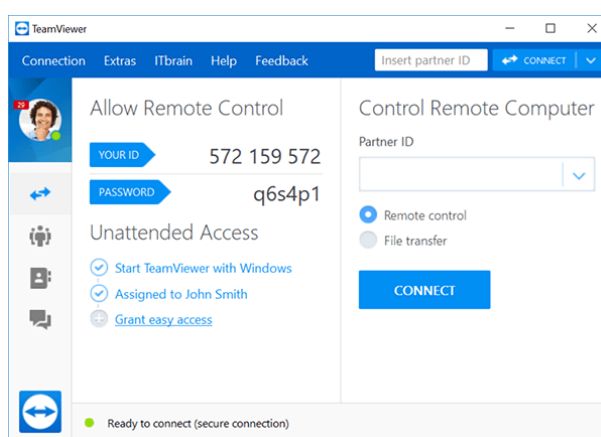 TeamViewer
Connection Extras ITbrain Help Feedback Insert partner ID CONNECT
29
Allow Remote Control
YOUR ID 572 159 572
PASSWORD q6s4p1
Unattended Access
Start TeamViewer with Windows
Assigned to John Smith
Grant easy access
Control Remote Computer
Partner ID
Remote control
File transfer
CONNECT
Ready to connect (secure connection)